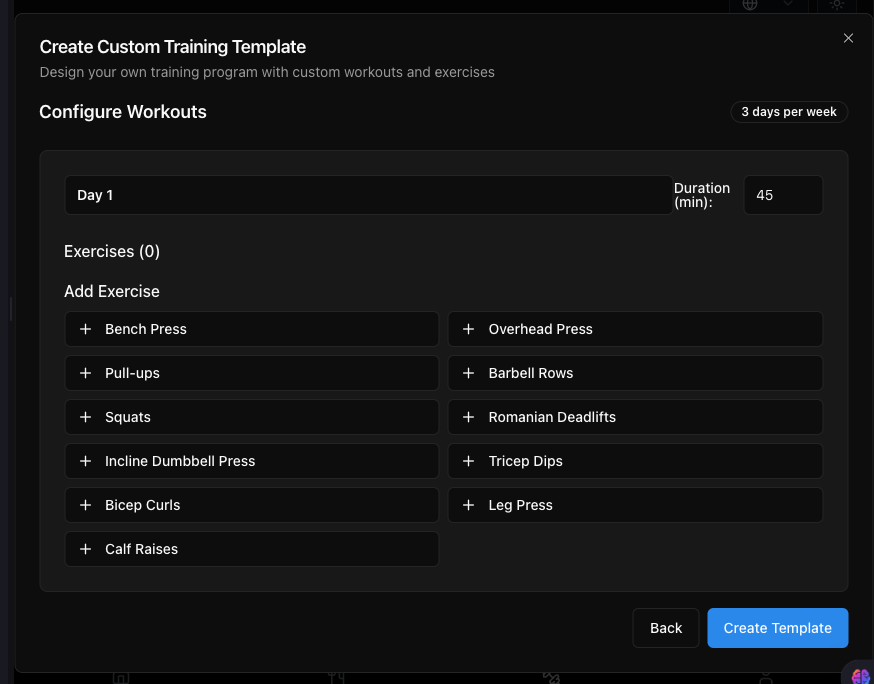 Create Custom Training Template
Design your own training program with custom workouts and exercises
Configure Workouts
3 days per week
Day 1
Duration
(min):
45
Exercises (0)
Add Exercise
Bench Press
Overhead Press
Pull-ups
Barbell Rows
Squats
Romanian Deadlifts
Incline Dumbbell Press
Tricep Dips
Bicep Curls
Leg Press
Calf Raises
Back
Create Template